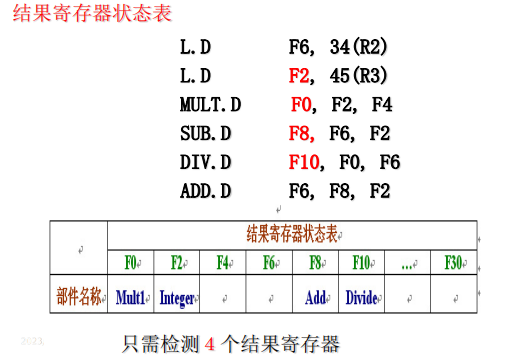 结果寄存器状态表
L.D F6, 34(R2)
L.D F2, 45(R3)
MULT.D F0, F2, F4
SUB.D F8, F6, F2
DIV.D F10, F0, F6
ADD.D F6, F8, F2
结果寄存器状态表
F0 F2 F4 F6 F8 F10 … F30
部件名称 Mult1 Integer Add Divide
只需检测 4 个结果寄存器